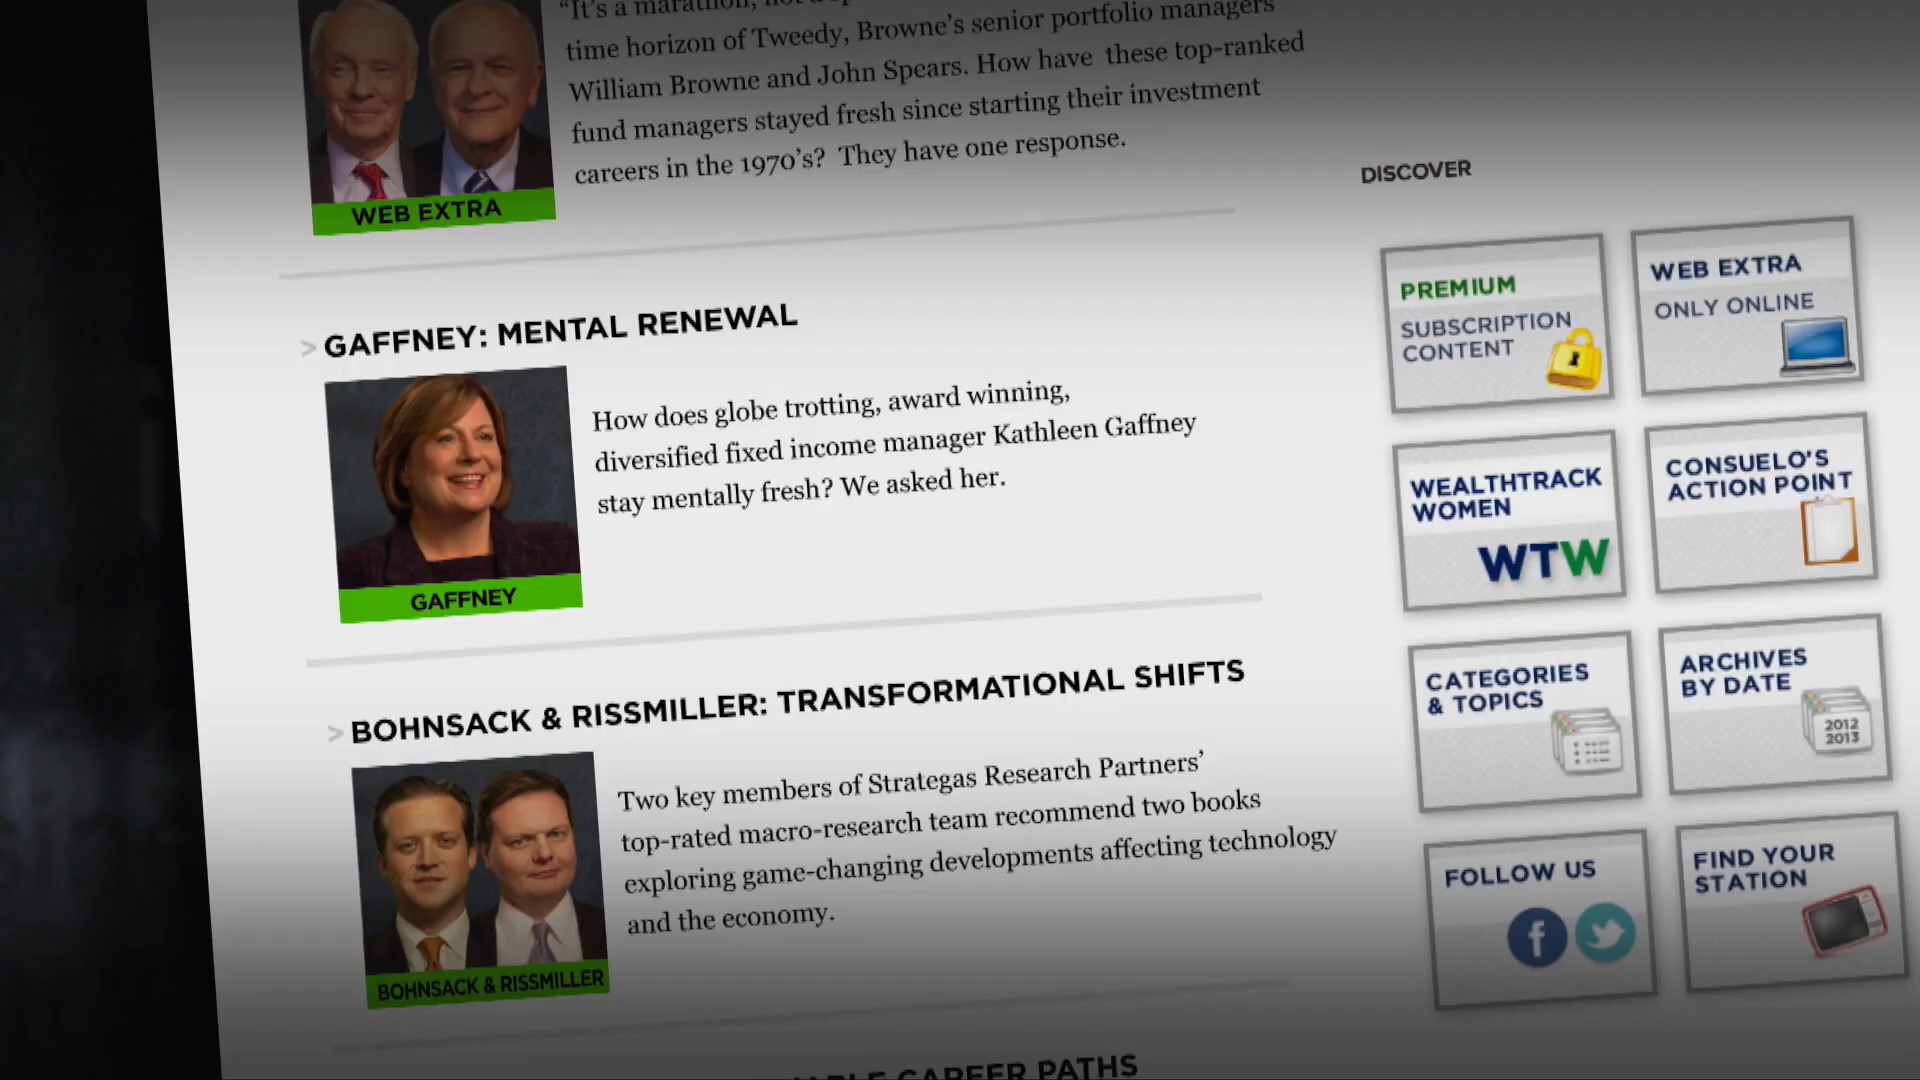 "It's a marathon, not a
time horizon of Tweedy, Browne's senior portfolio managers
William Browne and John Spears. How have these top-ranked
fund managers stayed fresh since starting their investment
careers in the 1970's? They have one response.
WEB EXTRA
> GAFFNEY: MENTAL RENEWAL
How does globe trotting, award winning,
diversified fixed income manager Kathleen Gaffney
stay mentally fresh? We asked her.
GAFFNEY
> BOHNSACK & RISSMILLER: TRANSFORMATIONAL SHIFTS
Two key members of Strategas Research Partners'
top-rated macro-research team recommend two books
exploring game-changing developments affecting technology
and the economy.
BOHNSACK & RISSMILLER
CAREER PATHS
DISCOVER
PREMIUM
SUBSCRIPTION
CONTENT
WEB EXTRA
ONLY ONLINE
WEALTHTRACK
WOMEN
WTW
CONSUELO'S
ACTION POINT
CATEGORIES
& TOPICS
ARCHIVES
BY DATE
2012
2013
FOLLOW US
f
FIND YOUR
STATION